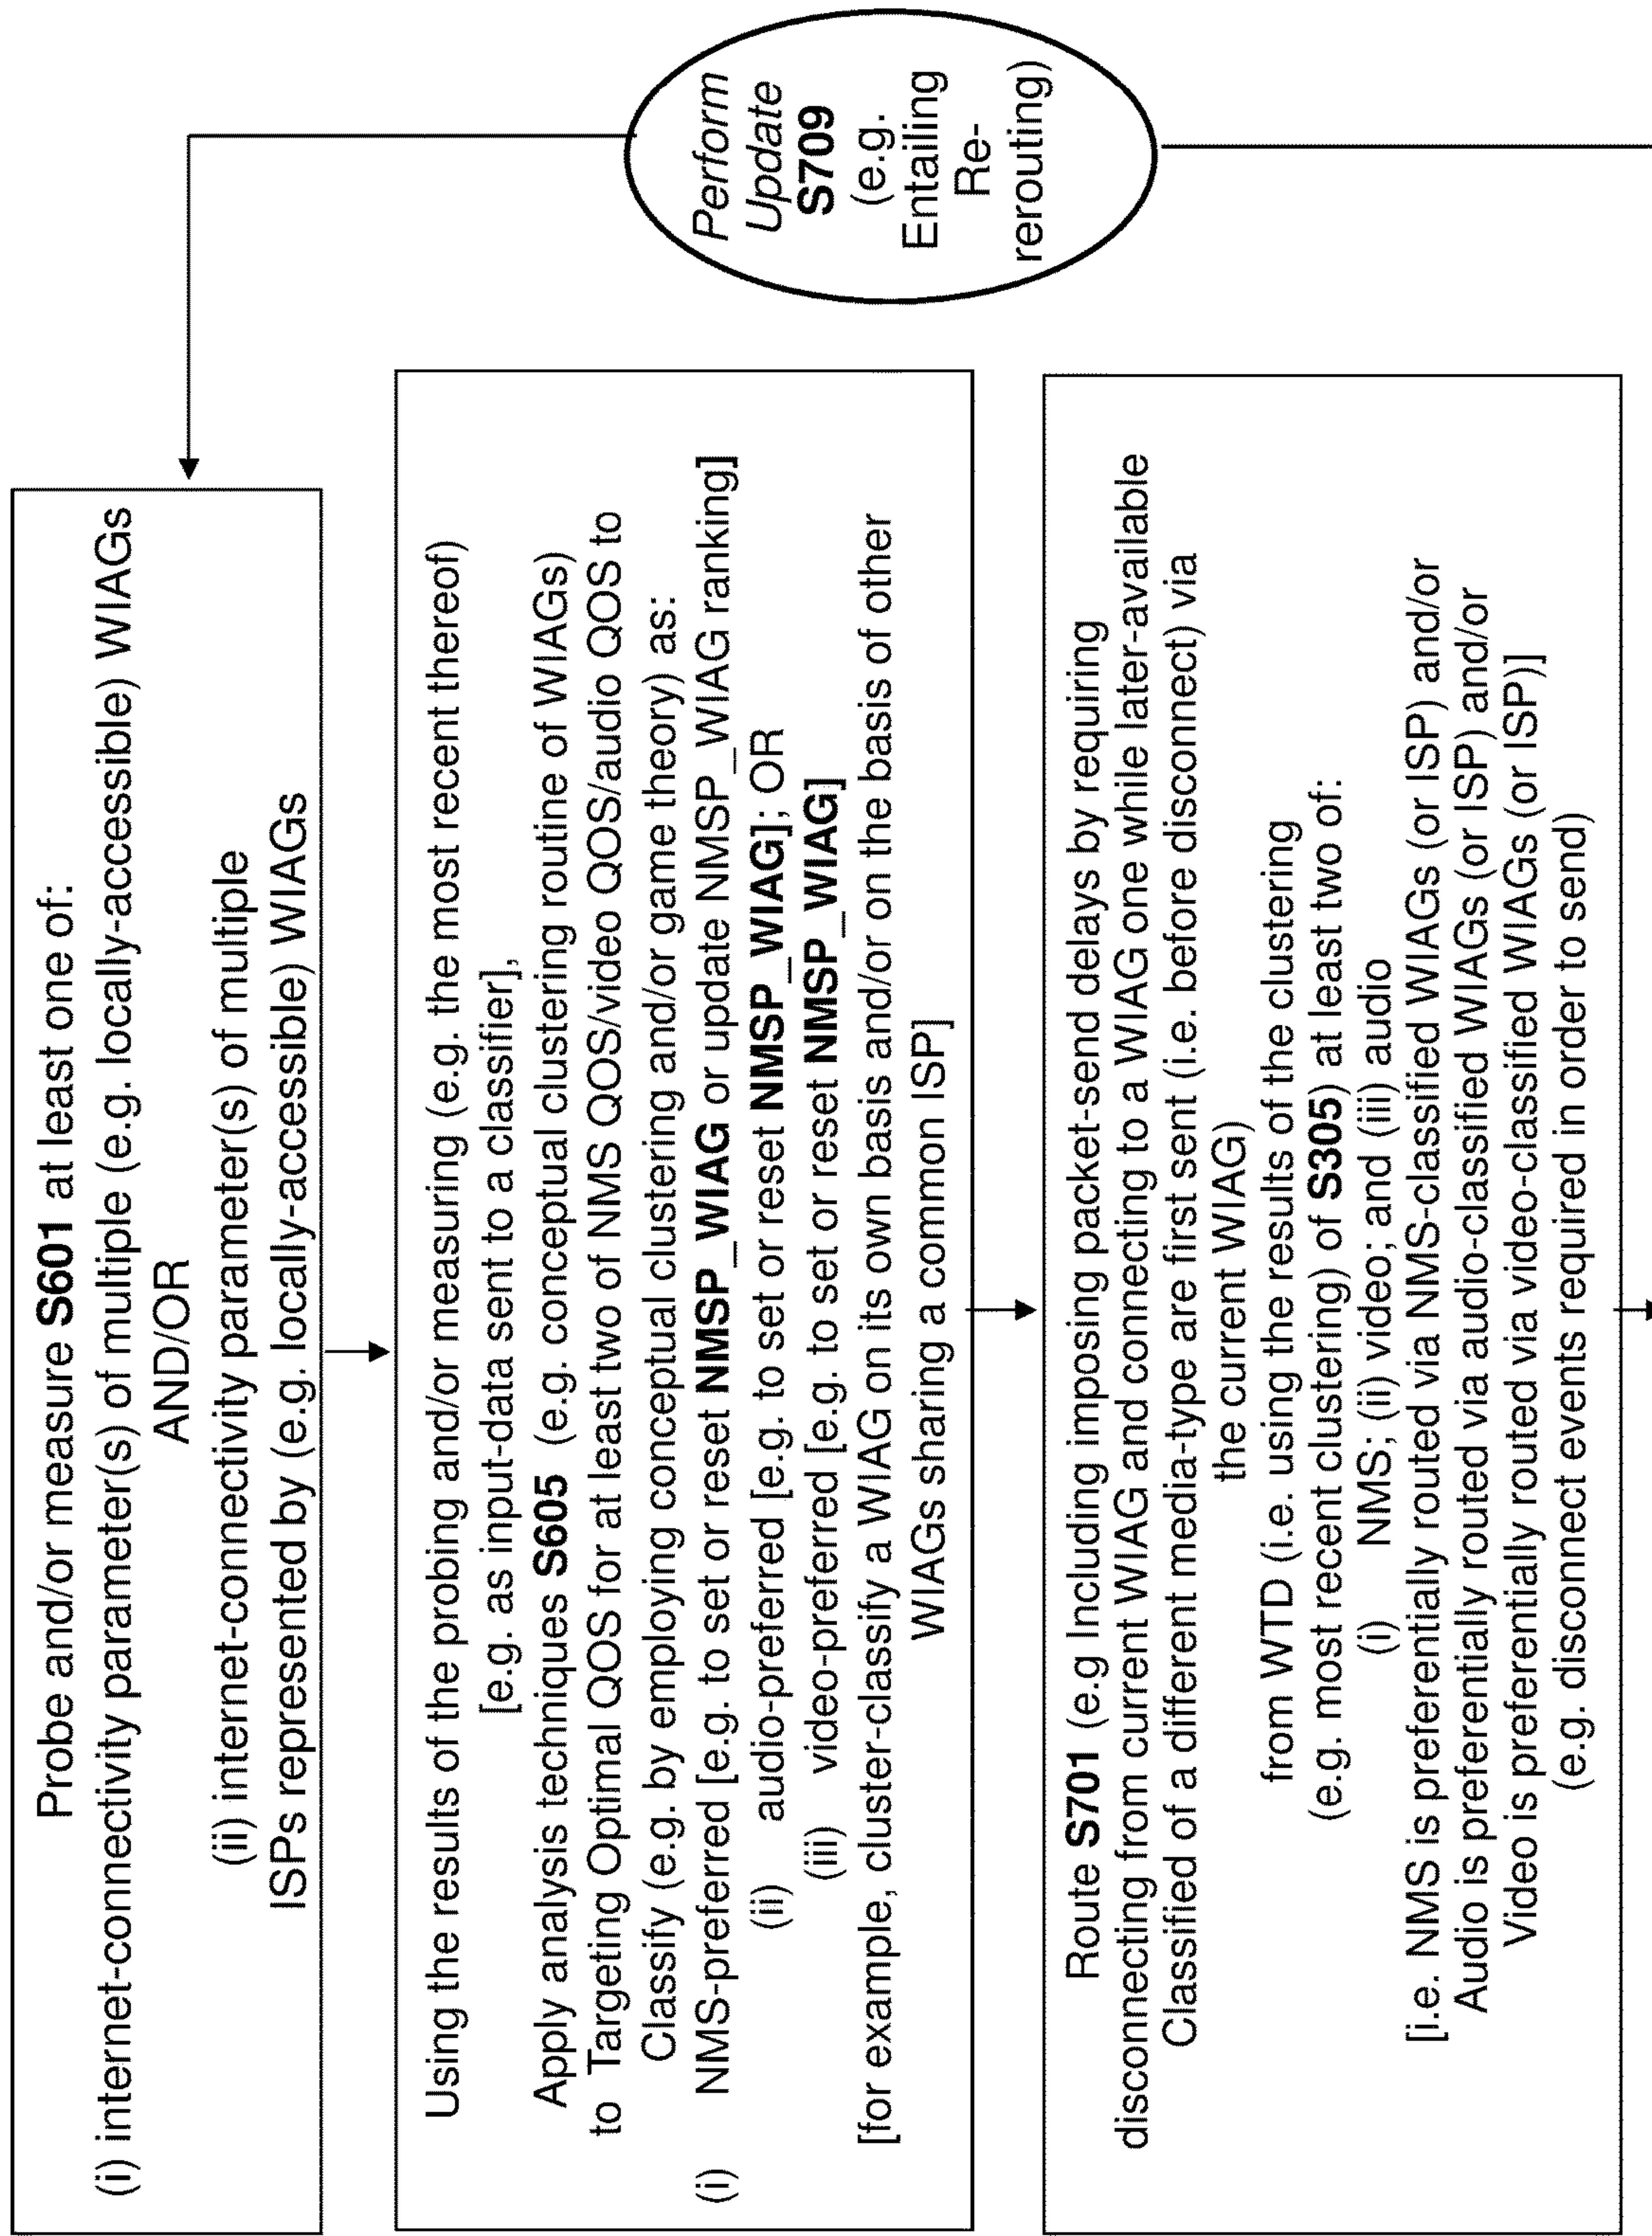 Probe and/or measure S601 at least one of:
(i) internet-connectivity parameter(s) of multiple (e.g. locally-accessible) WIAGs
AND/OR
(ii) internet-connectivity parameter(s) of multiple
ISPs represented by (e.g. locally-accessible) WIAGs
Using the results of the probing and/or measuring (e.g. the most recent thereof)
[e.g. as input-data sent to a classifier],
Apply analysis techniques S605 (e.g. conceptual clustering routine of WIAGs)
to Targeting Optimal QOS for at least two of NMS QOS/video QOS/audio QOS to
Classify (e.g. by employing conceptual clustering and/or game theory) as:
(i) NMS-preferred [e.g. to set or reset NMSP_WIAG or update NMSP_WIAG ranking]
(ii) audio-preferred [e.g. to set or reset NMSP_WIAG]; OR
(iii) video-preferred [e.g. to set or reset NMSP_WIAG]
[for example, cluster-classify a WIAG on its own basis and/or on the basis of other
WIAGs sharing a common ISP]
Route S701 (e.g Including imposing packet-send delays by requiring
disconnecting from current WIAG and connecting to a WIAG one while later-available
Classified of a different media-type are first sent (i.e. before disconnect) via
the current WIAG)
from WTD (i.e. using the results of the clustering
(e.g. most recent clustering) of S305) at least two of:
(i) NMS; (ii) video; and (iii) audio
[i.e. NMS is preferentially routed via NMS-classified WIAGs (or ISP) and/or
Audio is preferentially routed via audio-classified WIAGs (or ISP) and/or
Video is preferentially routed via video-classified WIAGs (or ISP)]
(e.g. disconnect events required in order to send)
Perform
Update
S709
(e.g.
Entailing
Re-
rerouting)